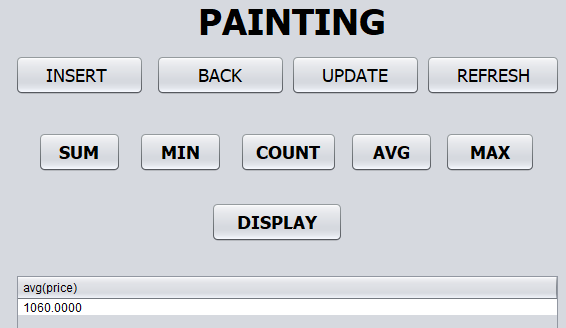 PAINTING
INSERT BACK UPDATE REFRESH
SUM MIN COUNT AVG MAX
DISPLAY
avg(price)
1060.0000